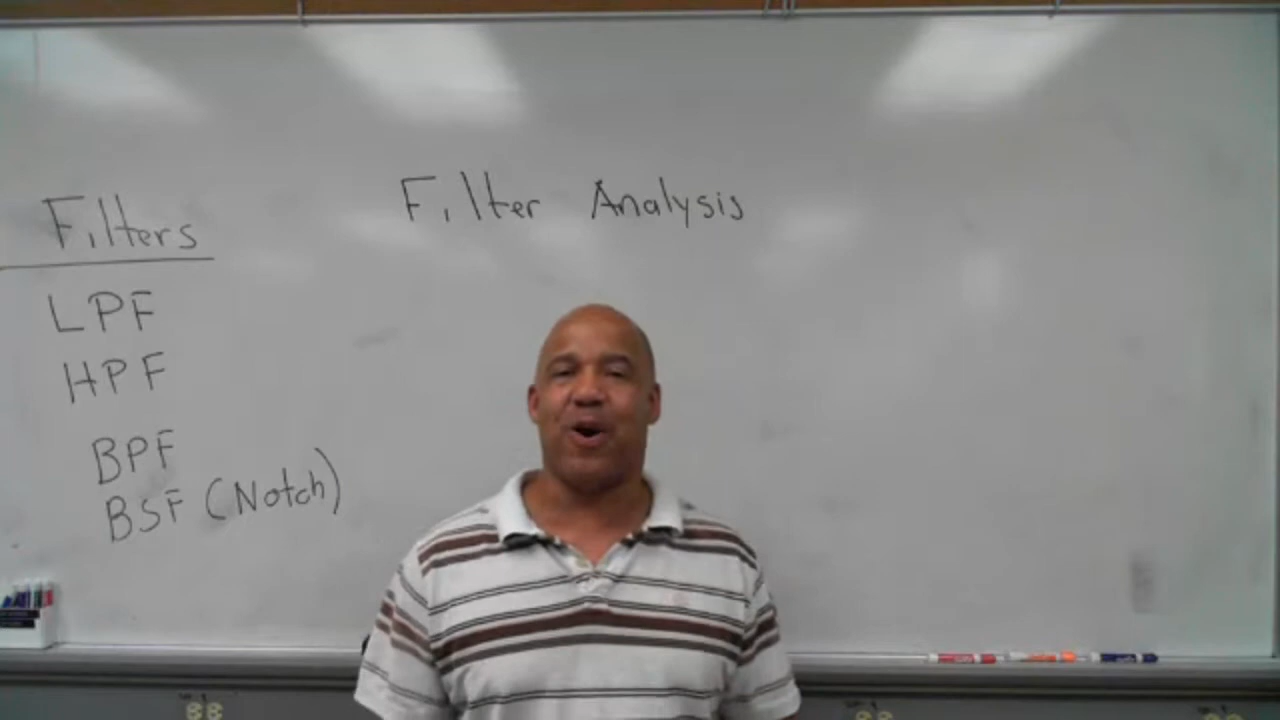 Filter Analysis
Filters
LPF
HPF
BPF
BSF (Notch)